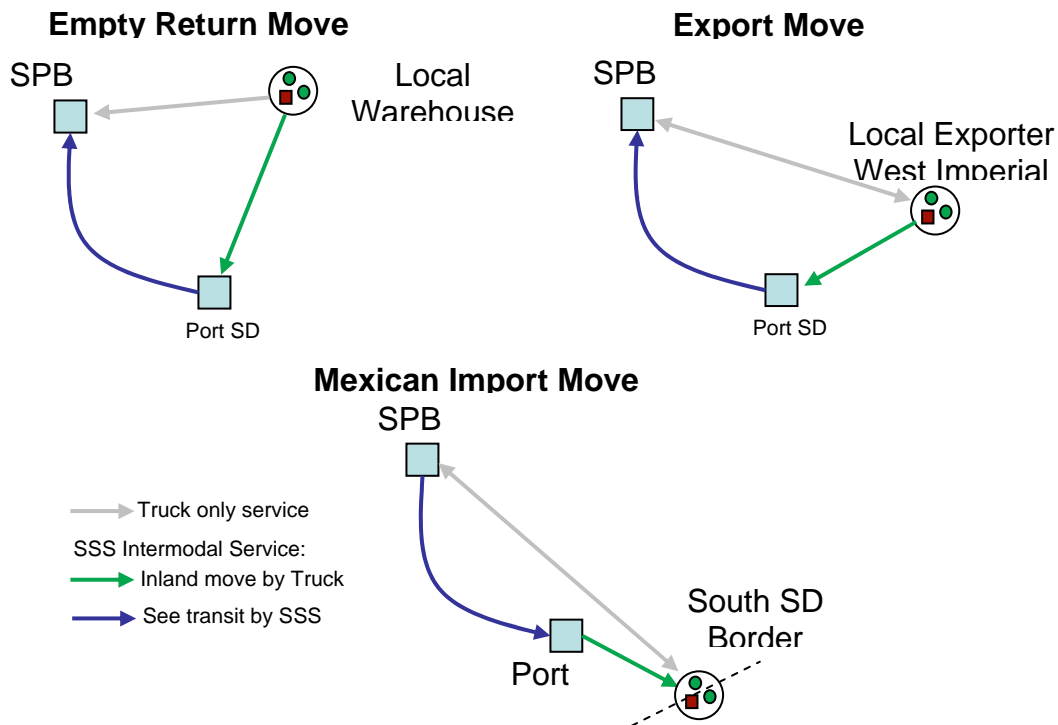 Empty Return Move
SPB
Local
Warehouse
Port SD
Export Move
SPB
Local Exporter
West Imperial
Port SD
Mexican Import Move
SPB
Truck only service
SSS Intermodal Service:
Inland move by Truck
See transit by SSS
South SD
Border
Port